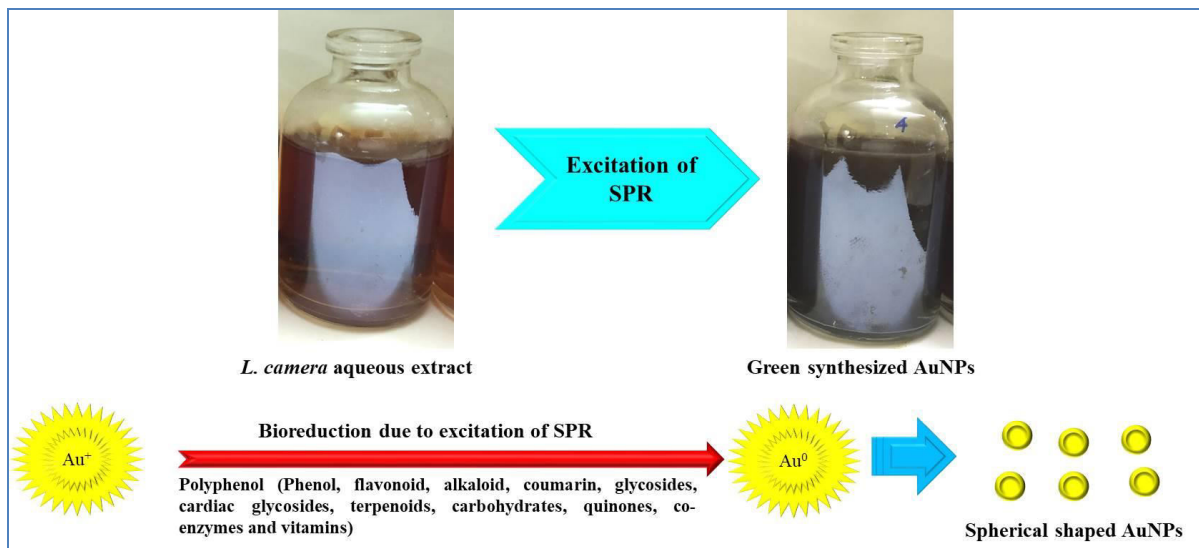 4
Excitation of
SPR
L. camera aqueous extract
Green synthesized AuNPs
Bioreduction due to excitation of SPR
Au⁺
Au⁰
Polyphenol (Phenol, flavonoid, alkaloid, coumarin, glycosides,
cardiac glycosides, terpenoids, carbohydrates, quinones, co-
enzymes and vitamins)
Spherical shaped AuNPs